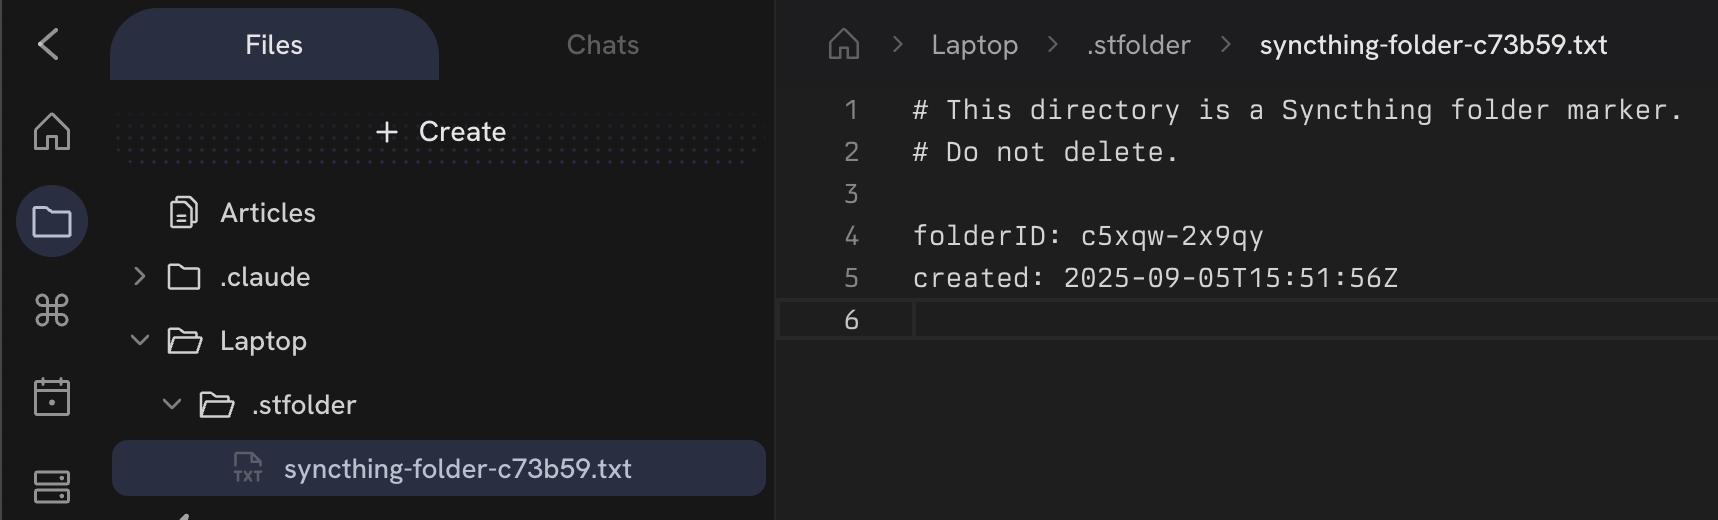 Files
Chats
Laptop
.stfolder
syncthing-folder-c73b59.txt
+ Create
Articles
.claude
Laptop
.stfolder
TXT
syncthing-folder-c73b59.txt
1 # This directory is a Syncthing folder marker.
2 # Do not delete.
3
4 folderID: c5xqw-2x9qy
5 created: 2025-09-05T15:51:56Z
6